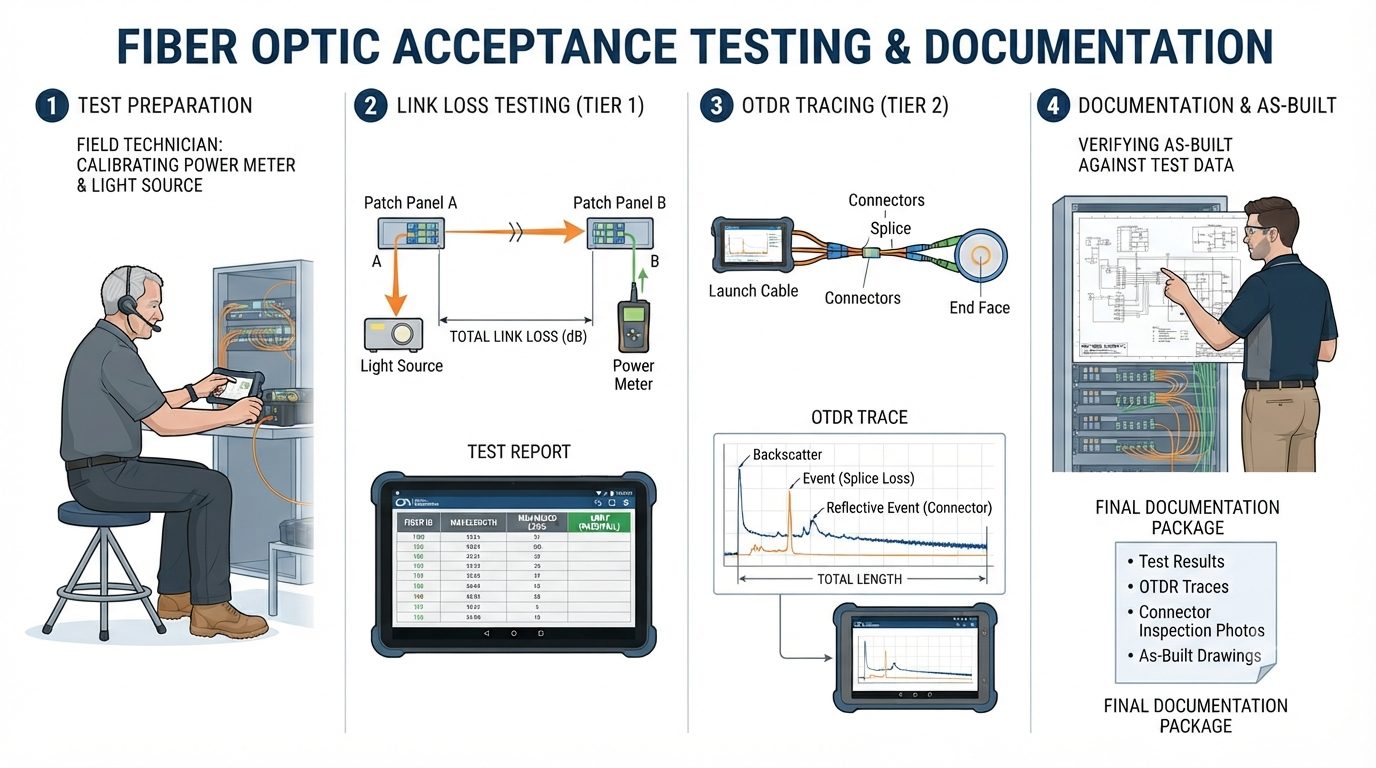 FIBER OPTIC ACCEPTANCE TESTING & DOCUMENTATION
1 TEST PREPARATION
FIELD TECHNICIAN:
CALIBRATING POWER METER
& LIGHT SOURCE
2 LINK LOSS TESTING (TIER 1)
Patch Panel A
Patch Panel B
A
B
TOTAL LINK LOSS (dB)
Light Source
Power
Meter
TEST REPORT
FIBER ID
3 OTDR TRACING (TIER 2)
Connectors
Splice
Launch Cable
Connectors
End Face
OTDR TRACE
Backscatter
Event (Splice Loss)
Reflective Event (Connector)
TOTAL LENGTH
4 DOCUMENTATION & AS-BUILT
VERIFYING AS-BUILT
AGAINST TEST DATA
FINAL DOCUMENTATION
PACKAGE
• Test Results
• OTDR Traces
• Connector
Inspection Photos
• As-Built Drawings
FINAL DOCUMENTATION
PACKAGE